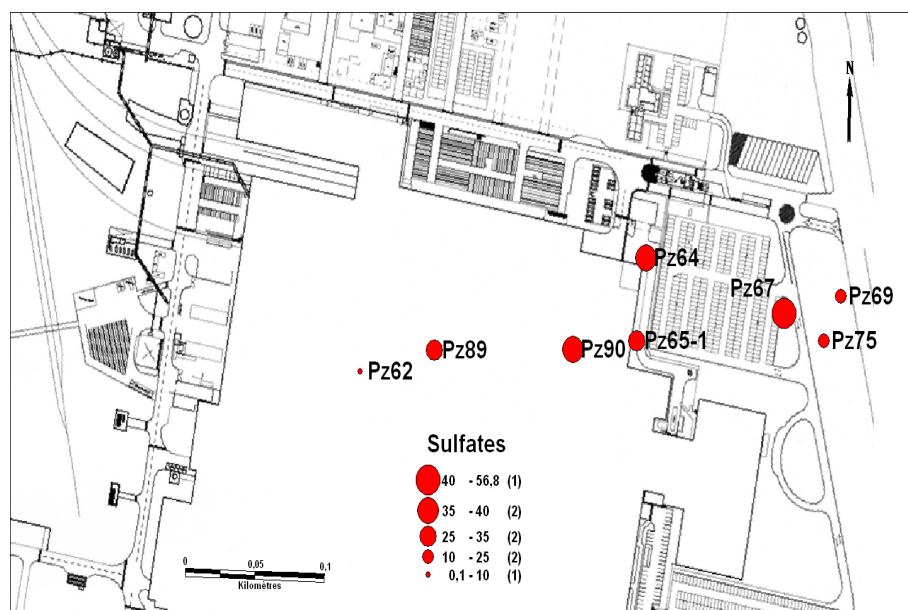 N
Pz64
Pz67
Pz69
Pz89
Pz90
Pz65-1
Pz75
Pz62
Sulfates
40 - 56,8 (1)
35 - 40 (2)
25 - 35 (2)
10 - 25 (2)
0,1 - 10 (1)
0 0,05 0,1
Kilomètres